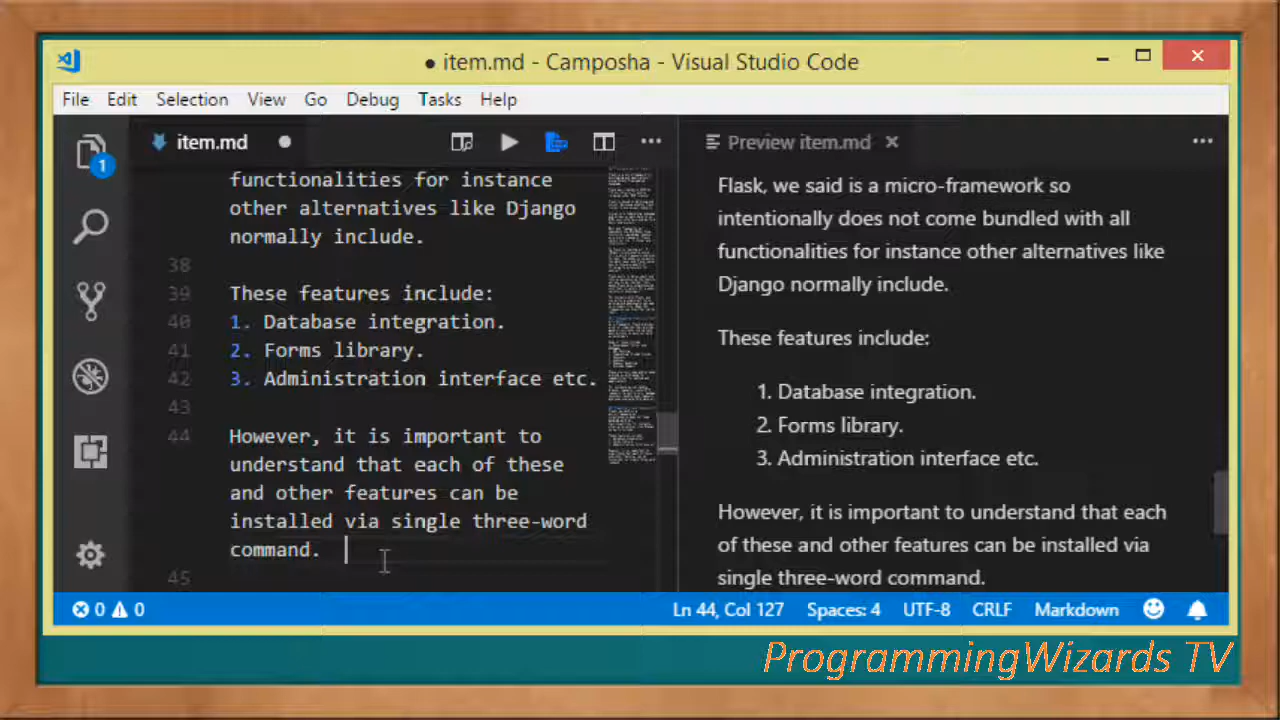 ● item.md - Camposha - Visual Studio Code
File Edit Selection View Go Debug Tasks Help
1
item.md
functionalities for instance
other alternatives like Django
normally include.
38
39 These features include:
40 1. Database integration.
41 2. Forms library.
42 3. Administration interface etc.
43
44 However, it is important to
understand that each of these
and other features can be
installed via single three-word
command.
45
Preview item.md
Flask, we said is a micro-framework so
intentionally does not come bundled with all
functionalities for instance other alternatives like
Django normally include.
These features include:
1. Database integration.
2. Forms library.
3. Administration interface etc.
However, it is important to understand that each
of these and other features can be installed via
single three-word command.
0 0 Ln 44, Col 127 Spaces: 4 UTF-8 CRLF Markdown
ProgrammingWizards TV